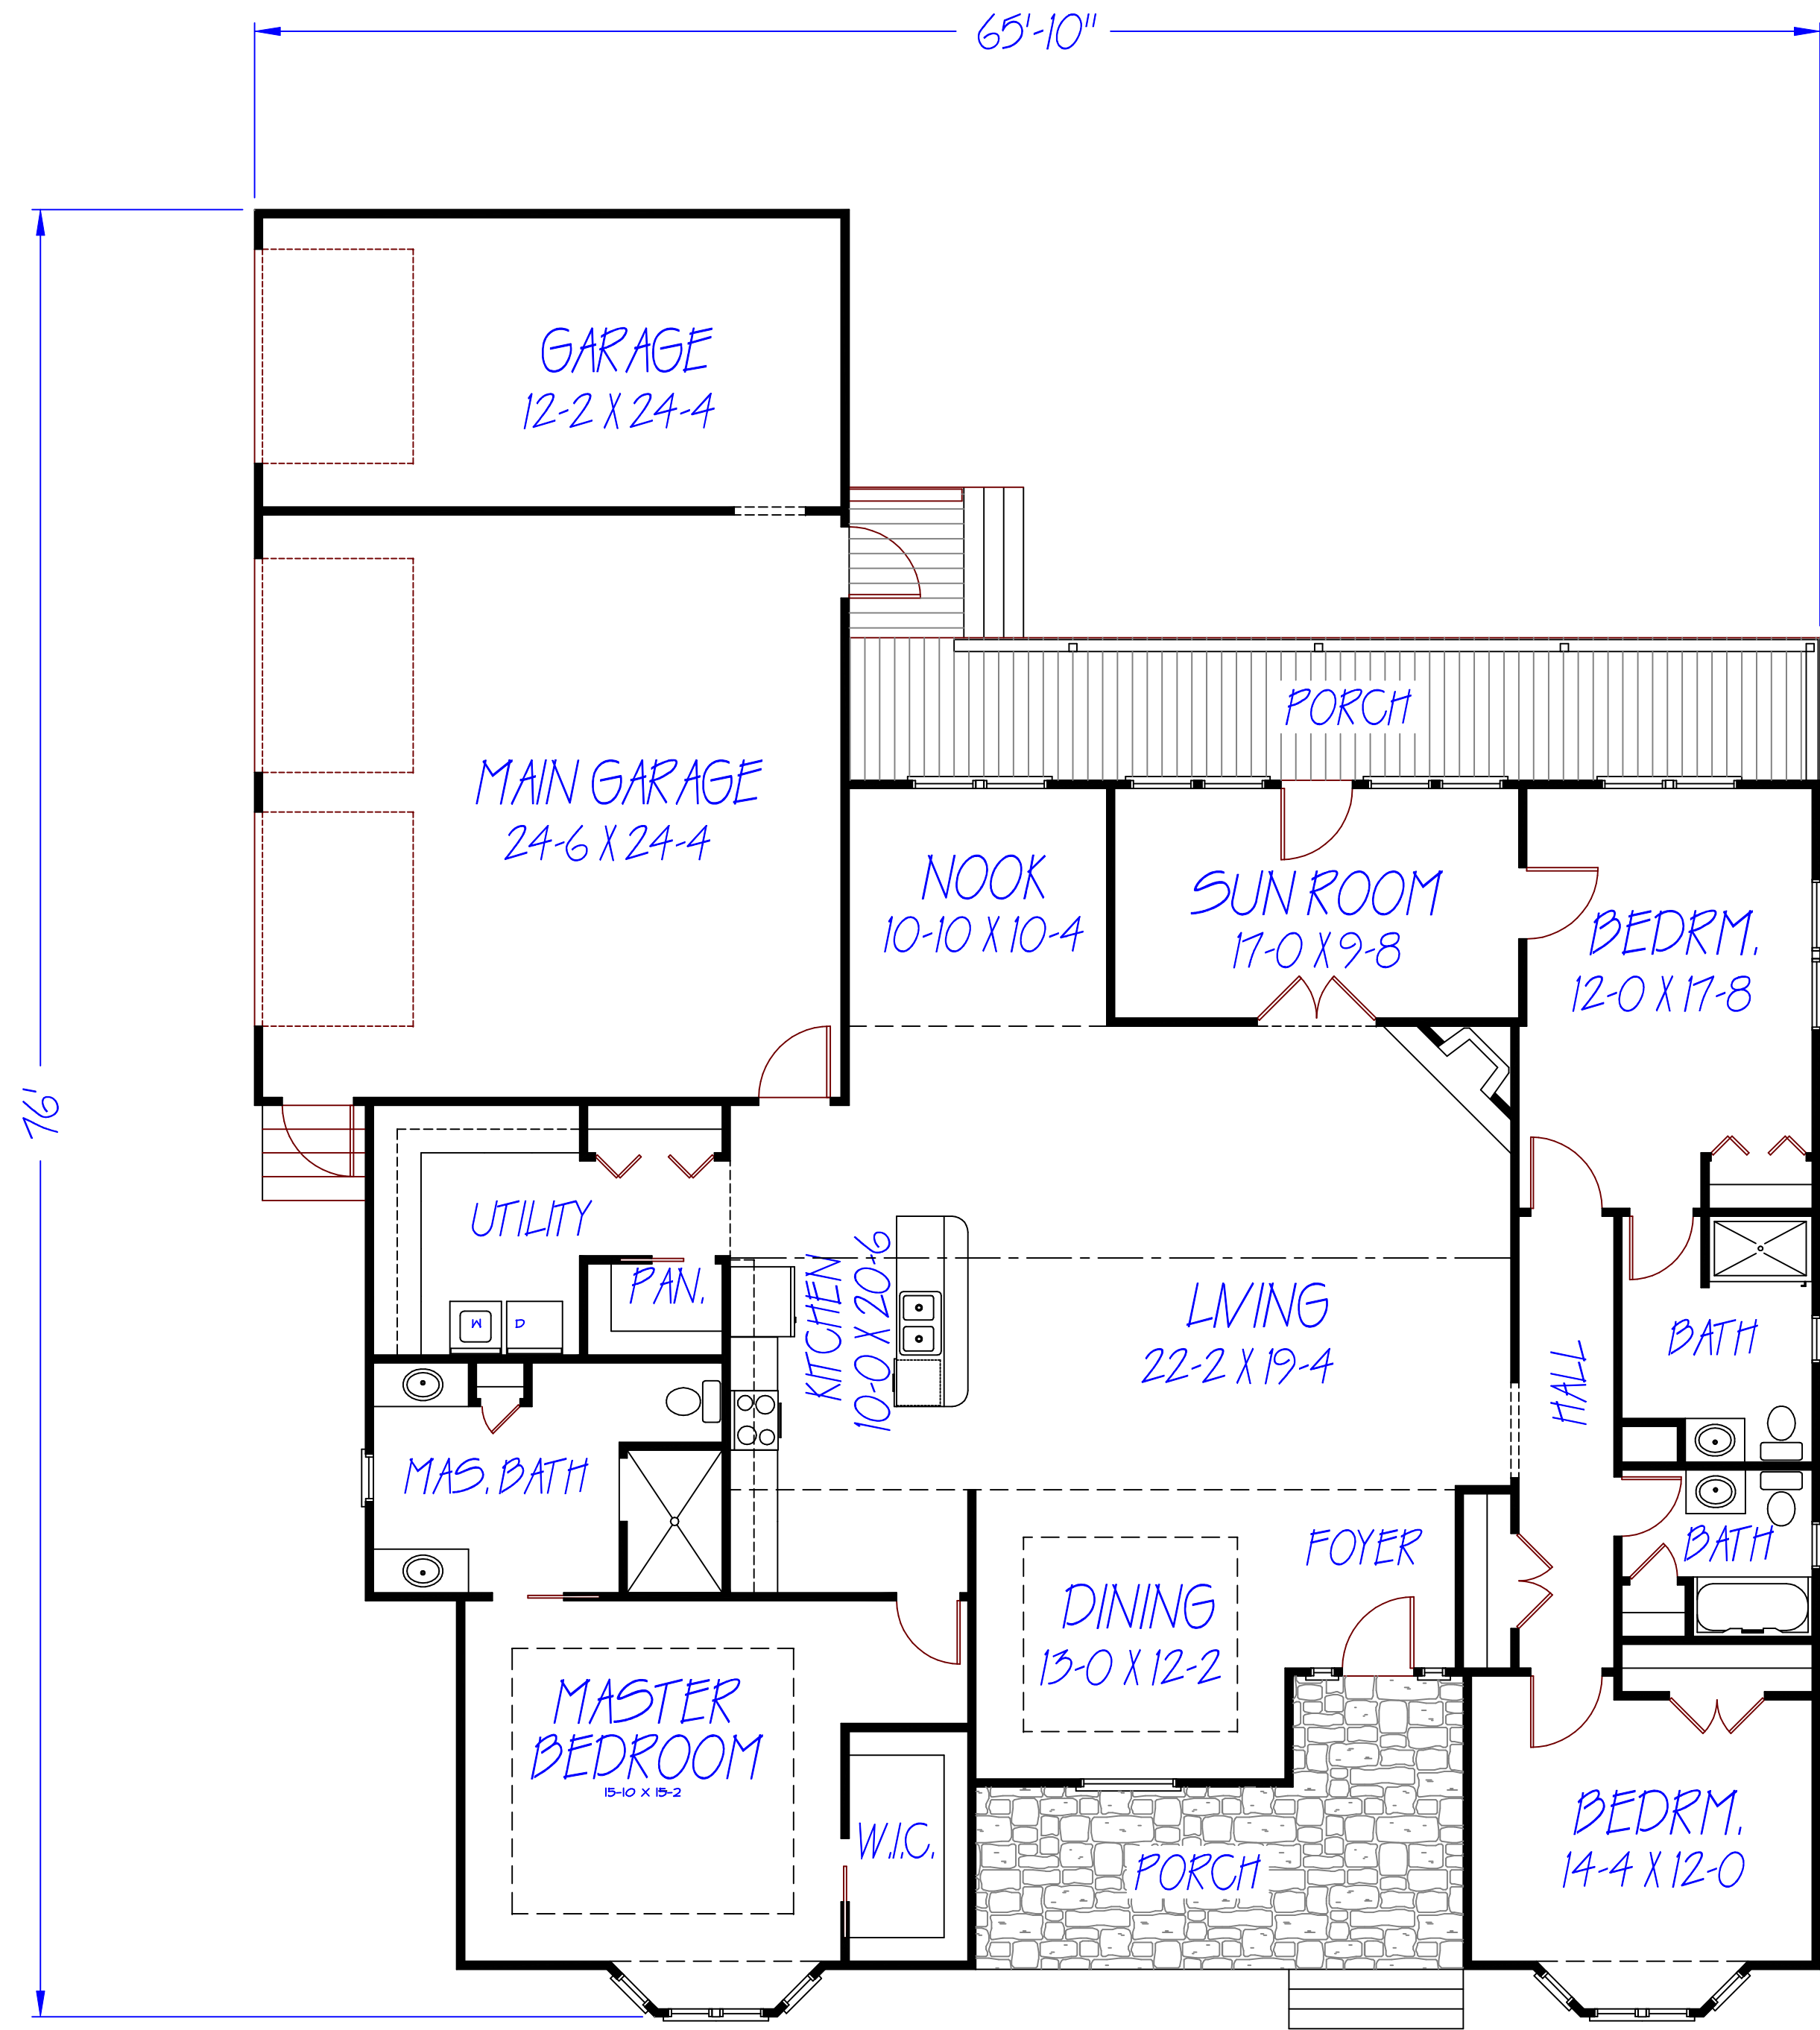 65'-10"
GARAGE
12-2 X 24-4
PORCH
MAIN GARAGE
24-6 X 24-4
NOOK
10-10 X 10-4
SUN ROOM
17-0 X 9-8
BEDRM.
12-0 X 17-8
76'
UTILITY
PAN.
W D
KITCHEN
10-0 X 20-6
LIVING
22-2 X 19-4
HALL
BATH
MAS. BATH
FOYER
BATH
DINING
13-0 X 12-2
MASTER
BEDROOM
15-10 X 15-2
W.I.C.
PORCH
BEDRM.
14-4 X 12-0